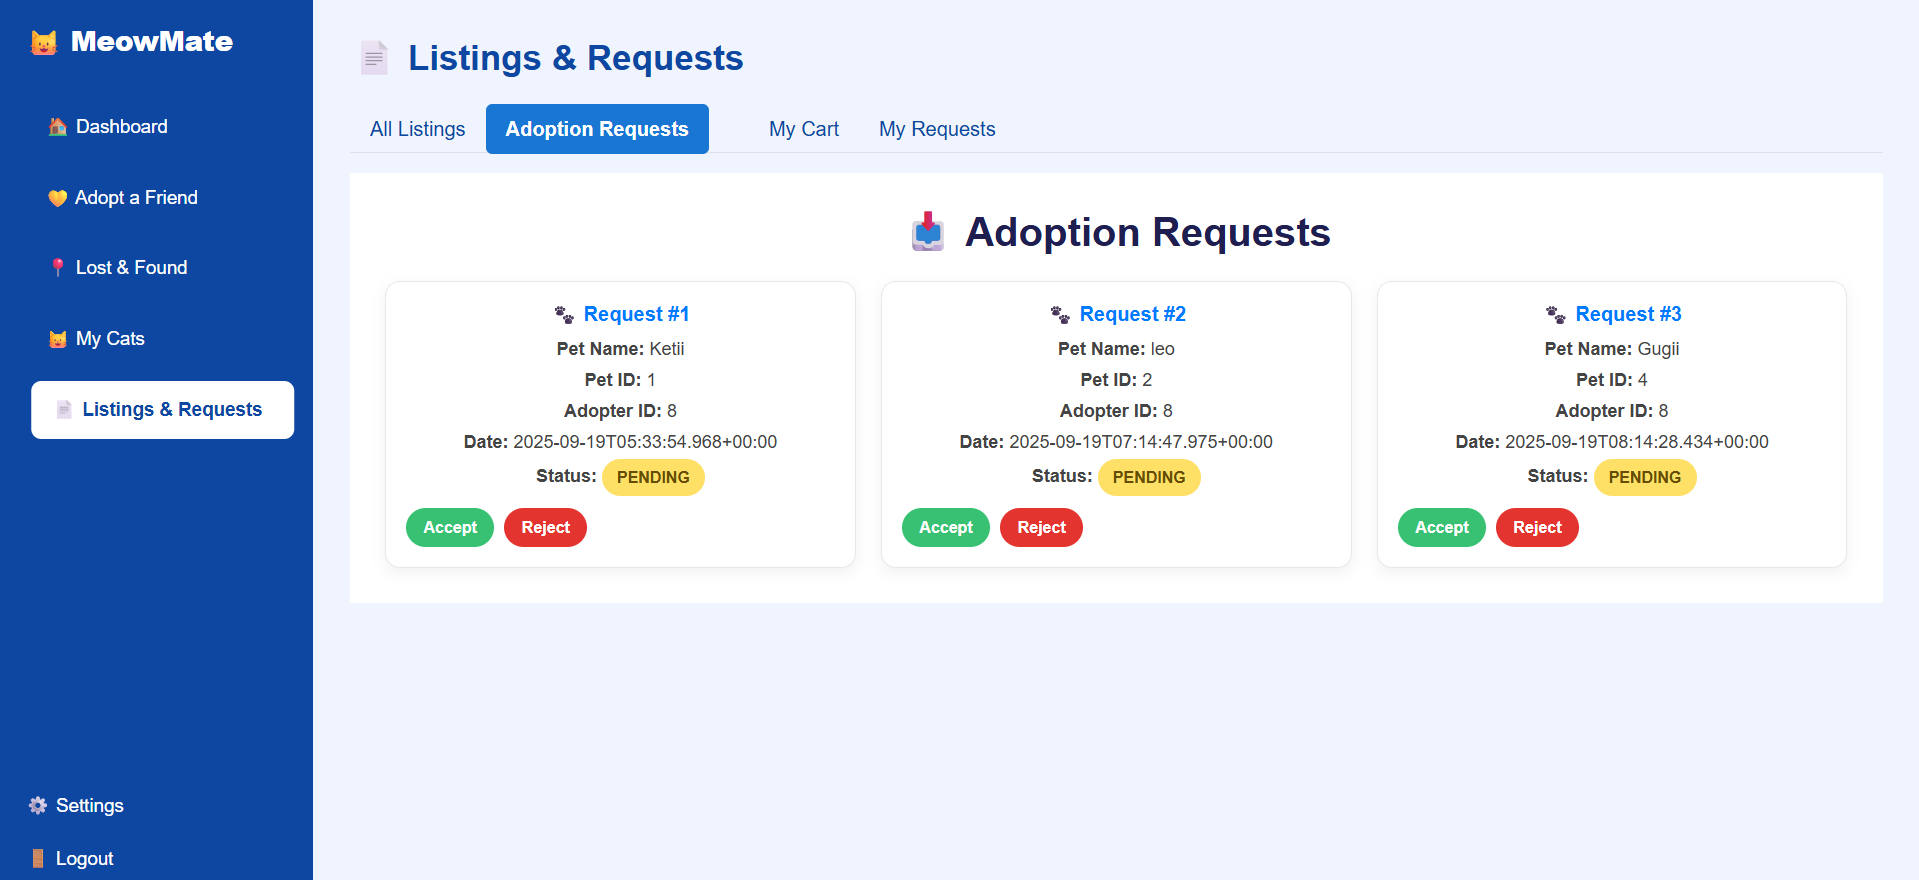 MeowMate
Dashboard
Adopt a Friend
Lost & Found
My Cats
Listings & Requests
Settings
Logout
Listings & Requests
All Listings
Adoption Requests
My Cart
My Requests
Adoption Requests
Request #1
Pet Name: Ketii
Pet ID: 1
Adopter ID: 8
Date: 2025-09-19T05:33:54.968+00:00
Status: PENDING
Accept Reject
Request #2
Pet Name: leo
Pet ID: 2
Adopter ID: 8
Date: 2025-09-19T07:14:47.975+00:00
Status: PENDING
Accept Reject
Request #3
Pet Name: Gugii
Pet ID: 4
Adopter ID: 8
Date: 2025-09-19T08:14:28.434+00:00
Status: PENDING
Accept Reject